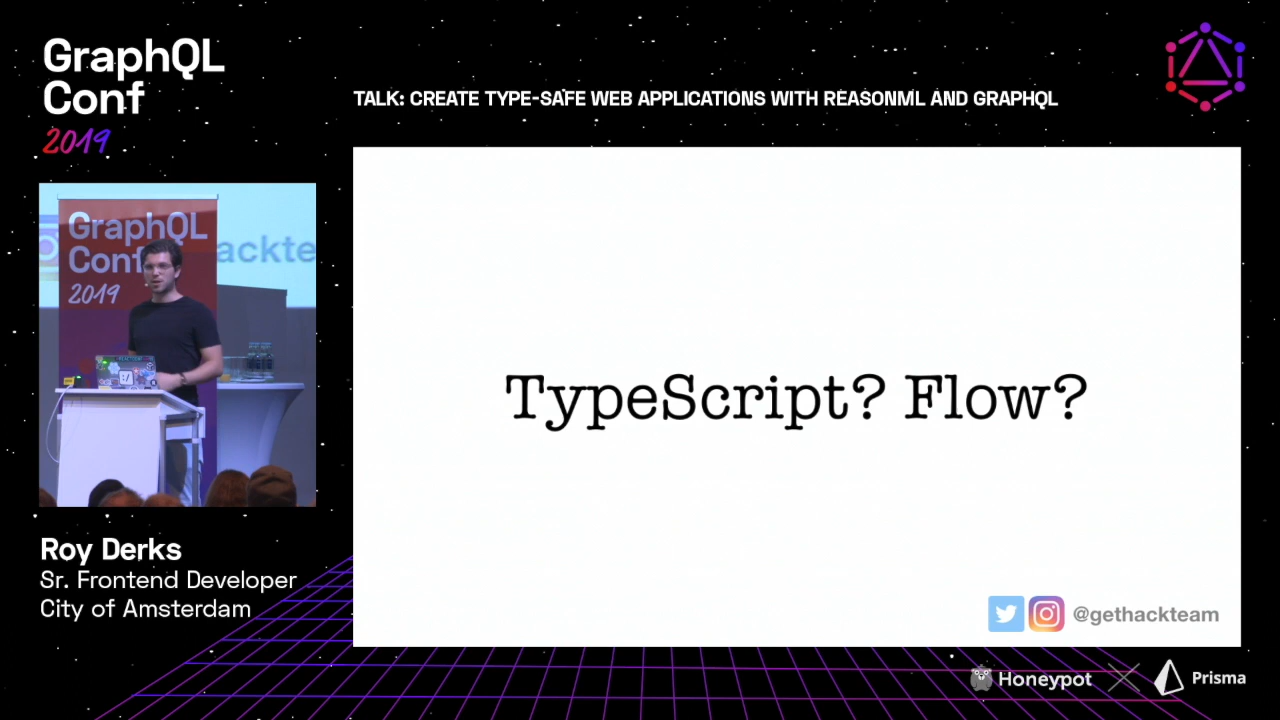 GraphQL
Conf
2019
TALK: CREATE TYPE-SAFE WEB APPLICATIONS WITH REASONML AND GRAPHQL
GraphQL
Conf
2019
ackte
TypeScript? Flow?
@gethackteam
Roy Derks
Sr. Frontend Developer
City of Amsterdam
Honeypot
Prisma